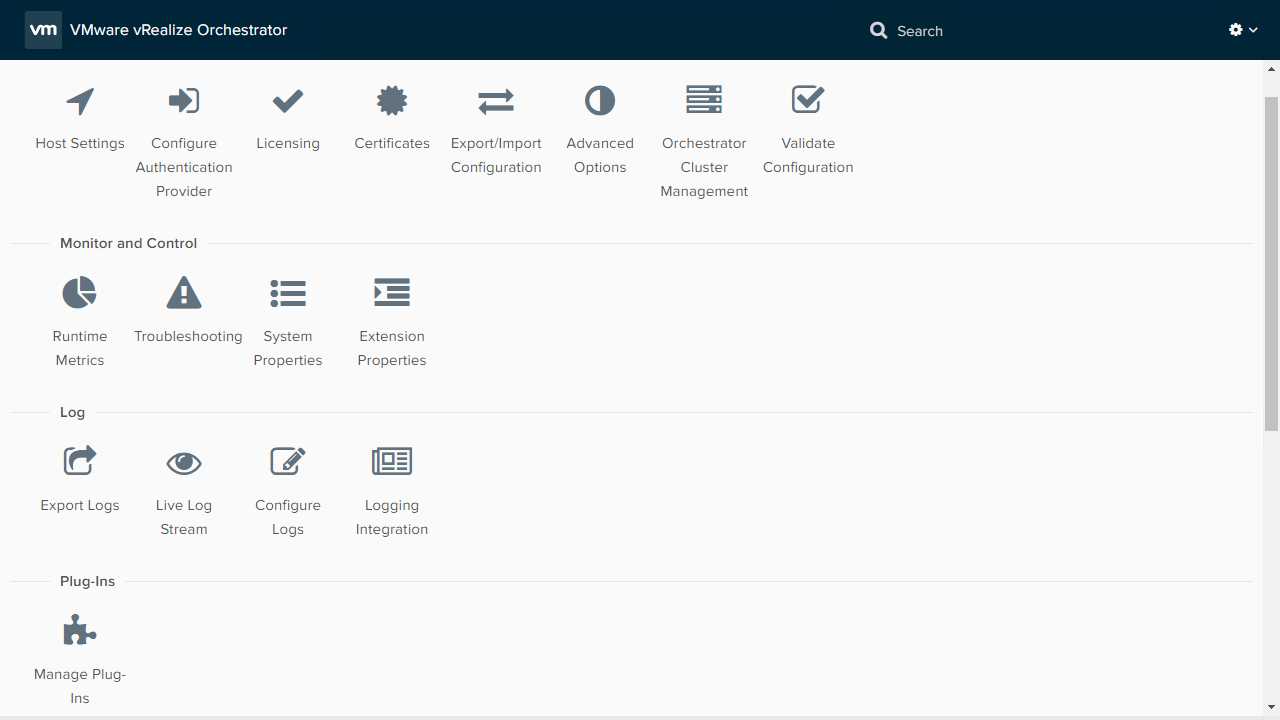 vm VMware vRealize Orchestrator Search
Host Settings
Configure
Authentication
Provider
Licensing
Certificates
Export/Import
Configuration
Advanced
Options
Orchestrator
Cluster
Management
Validate
Configuration
Monitor and Control
Runtime
Metrics
Troubleshooting
System
Properties
Extension
Properties
Log
Export Logs
Live Log
Stream
Configure
Logs
Logging
Integration
Plug-Ins
Manage Plug-
Ins